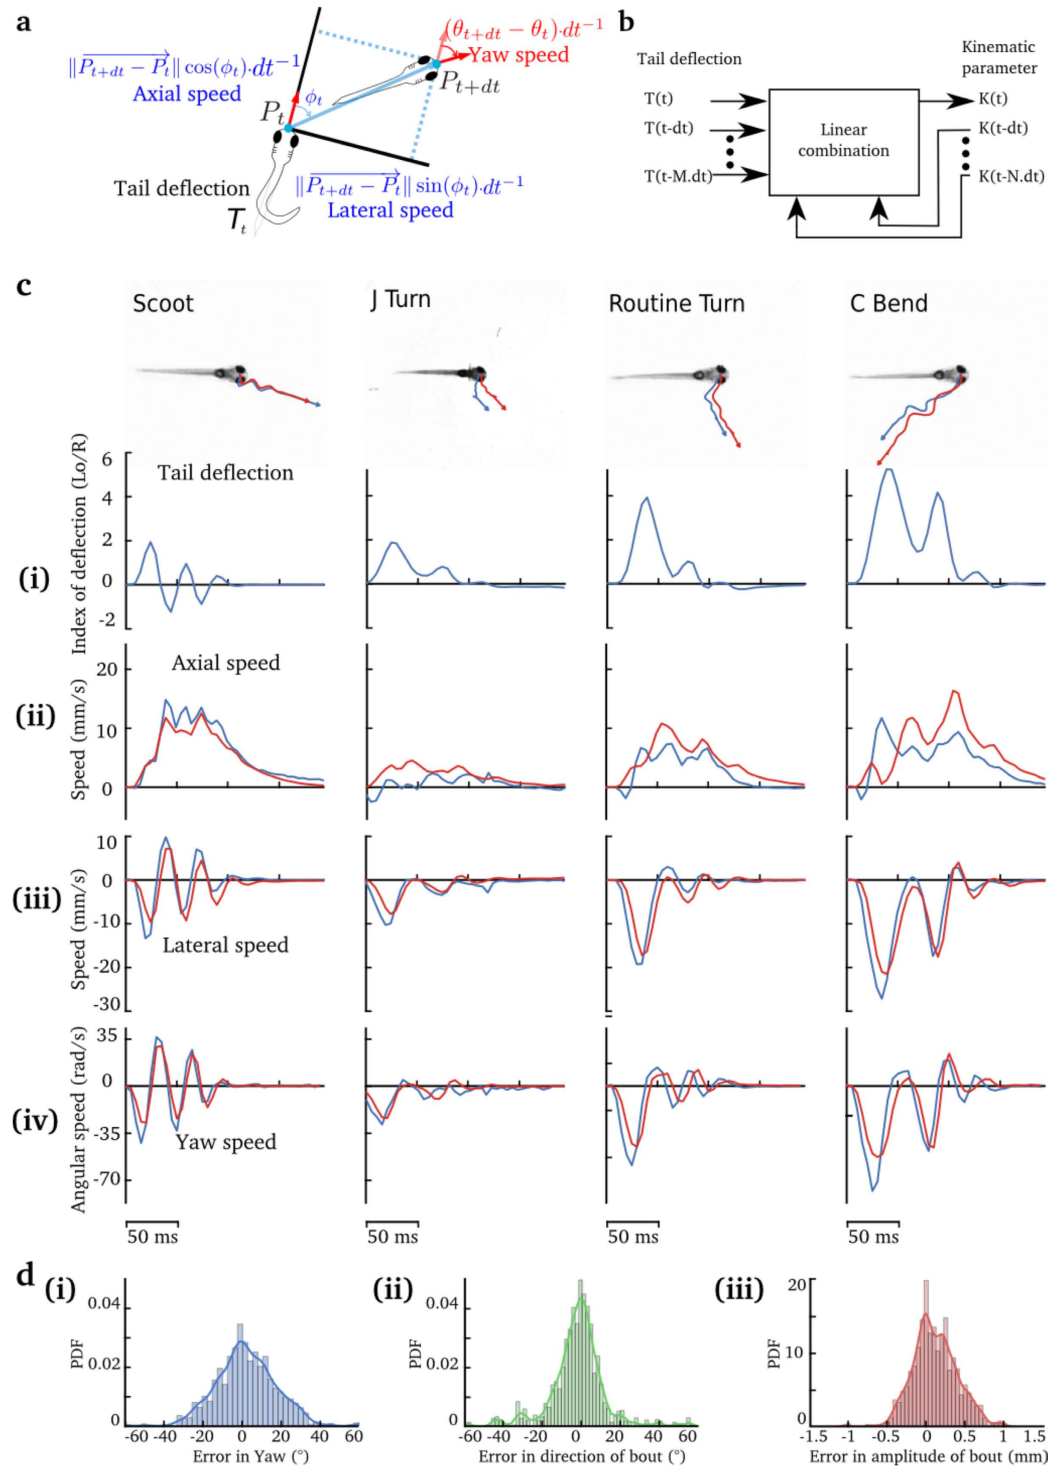 a
(θt+dt − θt).dt−1
Yaw speed
‖Pt+dt − Pt‖ cos(ϕt).dt−1
Axial speed
Pt
ϕt
Pt+dt
Tail deflection
Tt
‖Pt+dt − Pt‖ sin(ϕt).dt−1
Lateral speed
b
Tail deflection
Kinematic
parameter
T(t)
T(t-dt)
T(t-M.dt)
Linear
combination
K(t)
K(t-dt)
K(t-N.dt)
c
Scoot
J Turn
Routine Turn
C Bend
(i)
Index of deflection (Lo/R)
6
4
2
0
-2
Tail deflection
(ii)
Speed (mm/s)
20
10
0
Axial speed
(iii)
Speed (mm/s)
10
0
-10
-20
-30
Lateral speed
(iv)
Angular speed (rad/s)
35
0
-35
-70
Yaw speed
50 ms
50 ms
50 ms
50 ms
d
(i)
PDF
0.04
0.02
0
-60 -40 -20 0 20 40 60
Error in Yaw (°)
(ii)
PDF
0.04
0.02
0
-60 -40 -20 0 20 40 60
Error in direction of bout (°)
(iii)
PDF
20
10
0
-1.5 -1 -0.5 0 0.5 1 1.5
Error in amplitude of bout (mm)